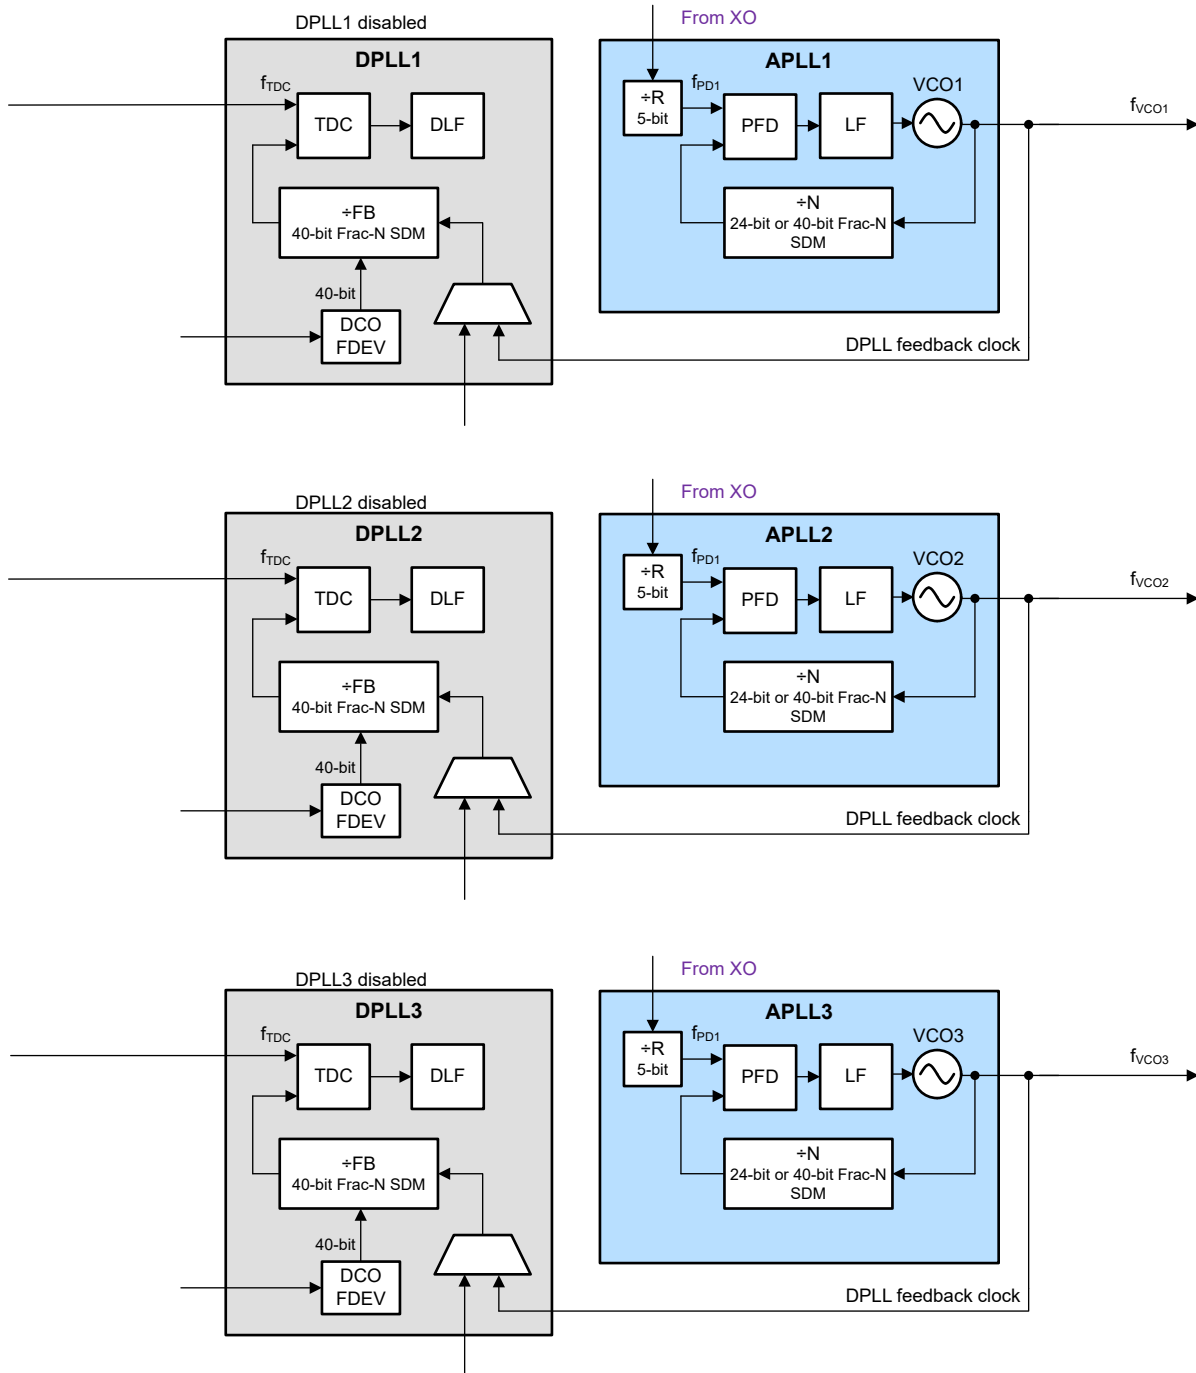 DPLL1 disabled
From XO
DPLL1
APLL1
fTDC
÷R
5-bit
fPD1
VCO1
fVCO1
TDC
DLF
PFD
LF
÷FB
40-bit Frac-N SDM
÷N
24-bit or 40-bit Frac-N
SDM
40-bit
DCO
FDEV
DPLL feedback clock
DPLL2 disabled
From XO
DPLL2
APLL2
fTDC
÷R
5-bit
fPD1
VCO2
fVCO2
TDC
DLF
PFD
LF
÷FB
40-bit Frac-N SDM
÷N
24-bit or 40-bit Frac-N
SDM
40-bit
DCO
FDEV
DPLL feedback clock
DPLL3 disabled
From XO
DPLL3
APLL3
fTDC
÷R
5-bit
fPD1
VCO3
fVCO3
TDC
DLF
PFD
LF
÷FB
40-bit Frac-N SDM
÷N
24-bit or 40-bit Frac-N
SDM
40-bit
DCO
FDEV
DPLL feedback clock